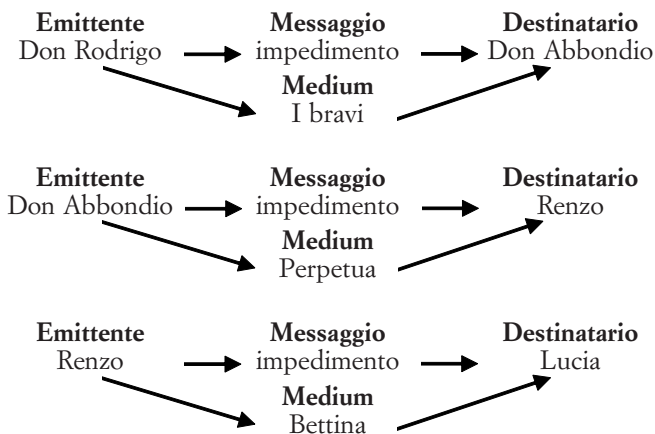 Emittente Messaggio Destinatario
Don Rodrigo impedimento Don Abbondio
Medium
I bravi
Emittente Messaggio Destinatario
Don Abbondio impedimento Renzo
Medium
Perpetua
Emittente Messaggio Destinatario
Renzo impedimento Lucia
Medium
Bettina